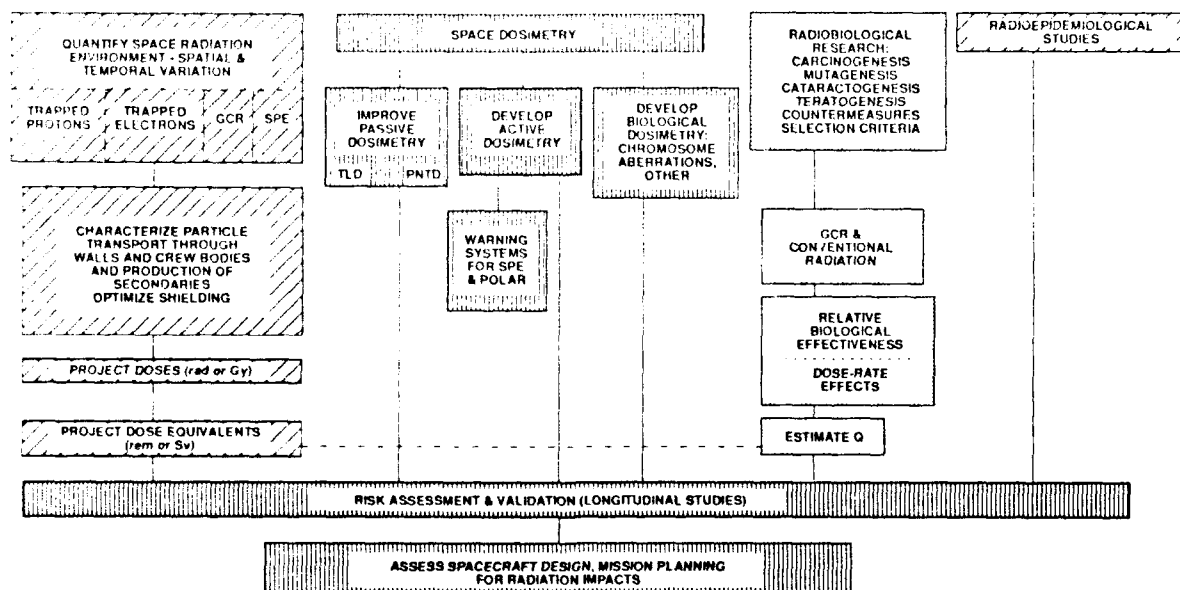 QUANTIFY SPACE RADIATION
ENVIRONMENT - SPATIAL &
TEMPORAL VARIATION
TRAPPED
PROTONS
TRAPPED
ELECTRONS
GCR
SPE
CHARACTERIZE PARTICLE
TRANSPORT THROUGH
WALLS AND CREW BODIES
AND PRODUCTION OF
SECONDARIES
OPTIMIZE SHIELDING
PROJECT DOSES (rad or Gy)
PROJECT DOSE EQUIVALENTS
(rem or Sv)
SPACE DOSIMETRY
IMPROVE
PASSIVE
DOSIMETRY
TLD
PNTD
DEVELOP
ACTIVE
DOSIMETRY
WARNING
SYSTEMS
FOR SPE
& POLAR
DEVELOP
BIOLOGICAL
DOSIMETRY:
CHROMOSOME
ABERRATIONS,
OTHER
RADIOBIOLOGICAL
RESEARCH:
CARCINOGENESIS
MUTAGENESIS
CATARACTOGENESIS
TERATOGENESIS
COUNTERMEASURES
SELECTION CRITERIA
GCR &
CONVENTIONAL
RADIATION
RELATIVE
BIOLOGICAL
EFFECTIVENESS
DOSE-RATE
EFFECTS
ESTIMATE Q
RADIOEPIDEMIOLOGICAL
STUDIES
RISK ASSESSMENT & VALIDATION (LONGITUDINAL STUDIES)
ASSESS SPACECRAFT DESIGN, MISSION PLANNING
FOR RADIATION IMPACTS